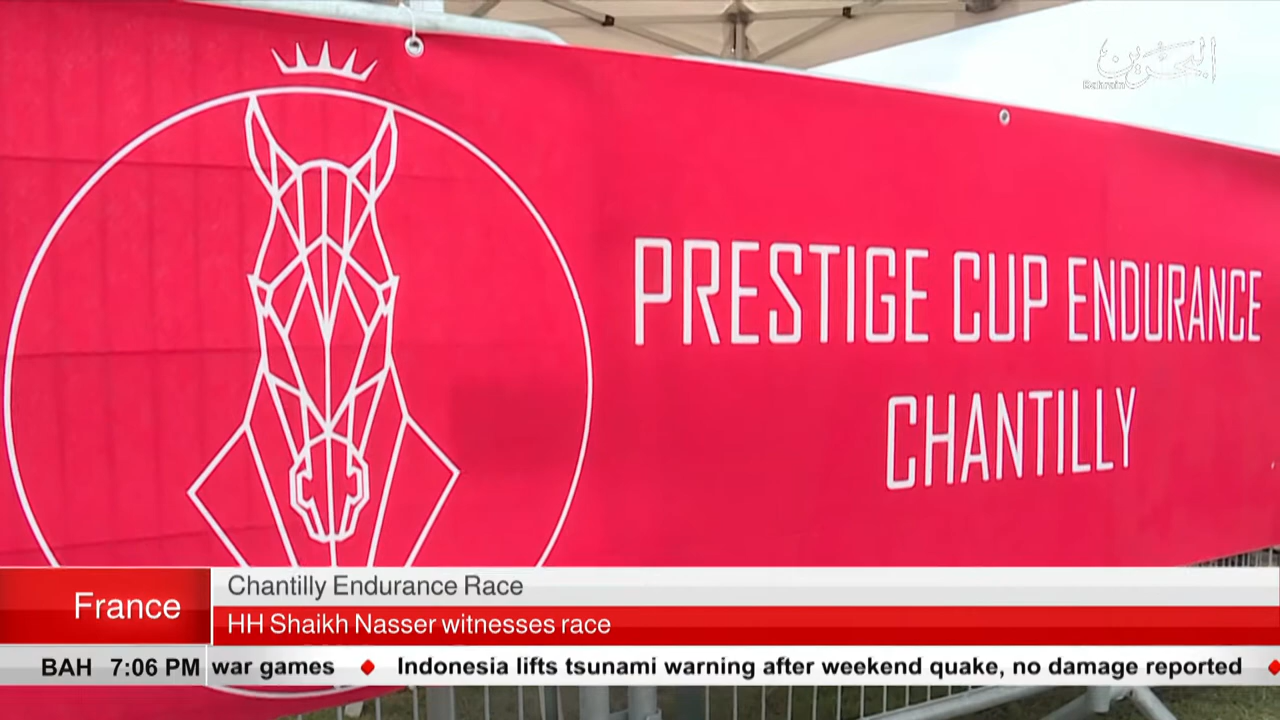 البحرين
Bahrain
PRESTIGE CUP ENDURANCE
CHANTILLY
France
Chantilly Endurance Race
HH Shaikh Nasser witnesses race
BAH 7:06 PM war games ♦ Indonesia lifts tsunami warning after weekend quake, no damage reported ♦